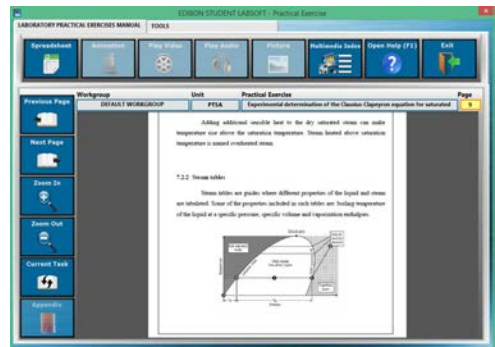 EDIBON STUDENT LABSOFT - Practical Exercise
LABORATORY PRACTICAL EXERCISES MANUAL TOOLS
Spreadsheet Animation Play Video Play Audio Picture Multimedia Index Open Help (F1) Exit
Workgroup Unit Practical Exercise Page
DEFAULT WORKGROUP PTSA Experimental determination of the Clausius Clapeyron equation for saturated 9
Previous Page
Next Page
Zoom In
Zoom Out
Current Task
Appendix
Adding additional sensible heat to the dry saturated steam can make
temperature rise above the saturation temperature. Steam heated above saturation
temperature is named overheated steam.
7.2.2 Steam tables
Steam tables are guides where different properties of the liquid and steam
are tabulated. Some of the properties included in such tables are: boiling temperature
of the liquid at a specific pressure, specific volume and vaporization enthalpies.